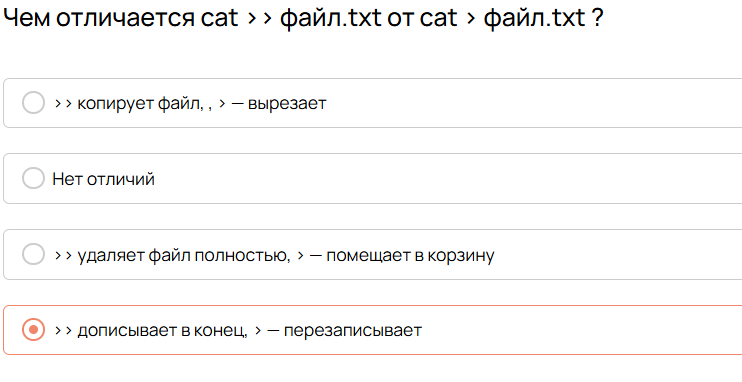 Чем отличается cat >> файл.txt от cat > файл.txt ?
>> копирует файл, , > — вырезает
Нет отличий
>> удаляет файл полностью, > — помещает в корзину
>> дописывает в конец, > — перезаписывает